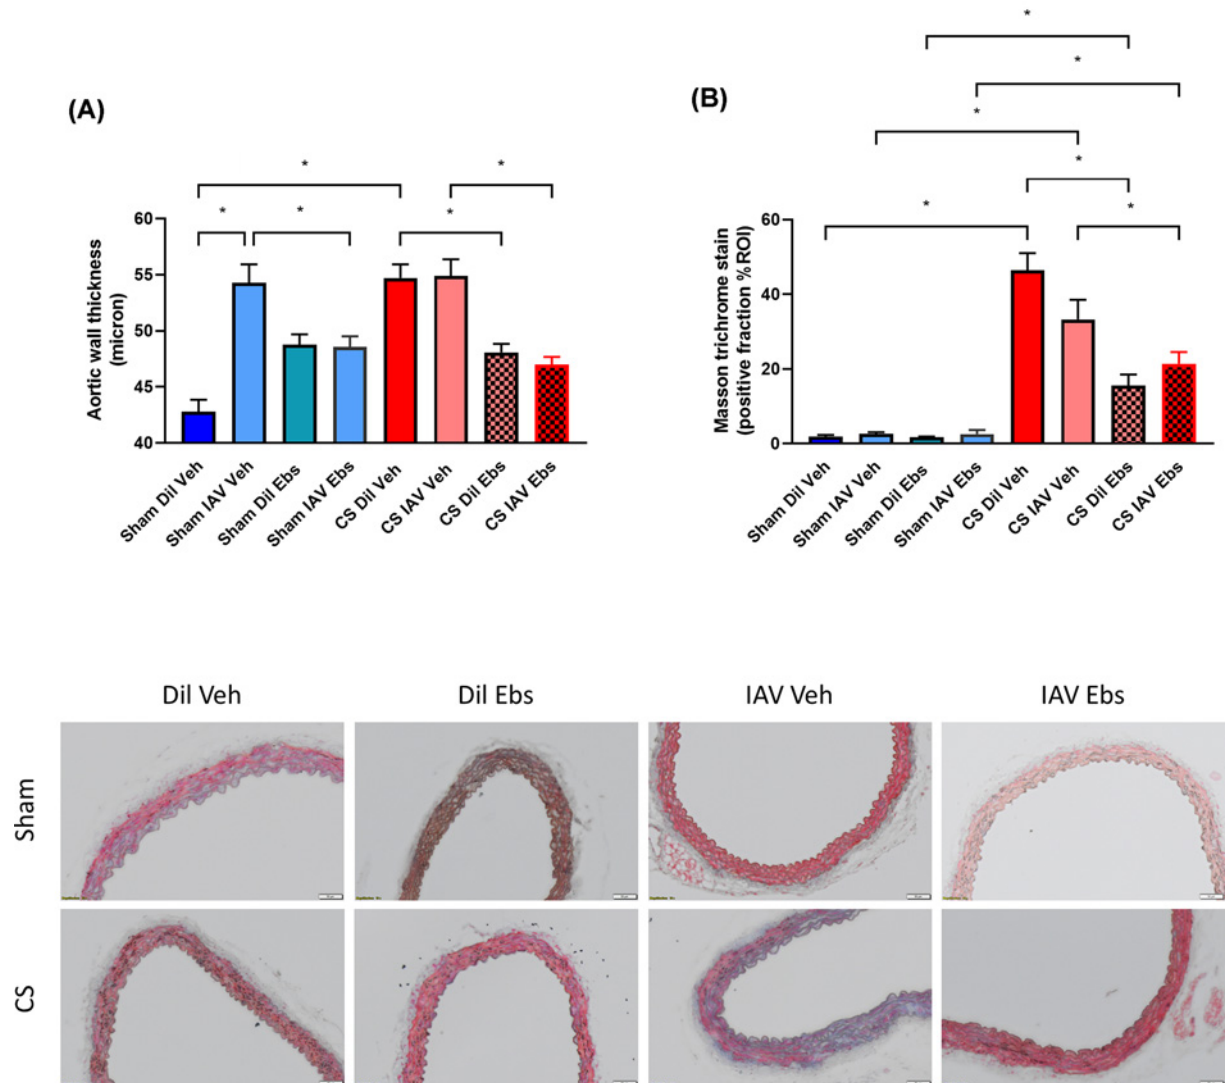 (A)
*
*
*
*
*
Aortic wall thickness
(micron)
60
55
50
45
40
Sham Dil Veh
Sham IAV Veh
Sham Dil Ebs
Sham IAV Ebs
CS Dil Veh
CS IAV Veh
CS Dil Ebs
CS IAV Ebs
(B)
*
*
*
*
*
*
Masson trichrome stain
(positive fraction %ROI)
60
40
20
0
Sham Dil Veh
Sham IAV Veh
Sham Dil Ebs
Sham IAV Ebs
CS Dil Veh
CS IAV Veh
CS Dil Ebs
CS IAV Ebs
Dil Veh
Dil Ebs
IAV Veh
IAV Ebs
Sham
CS